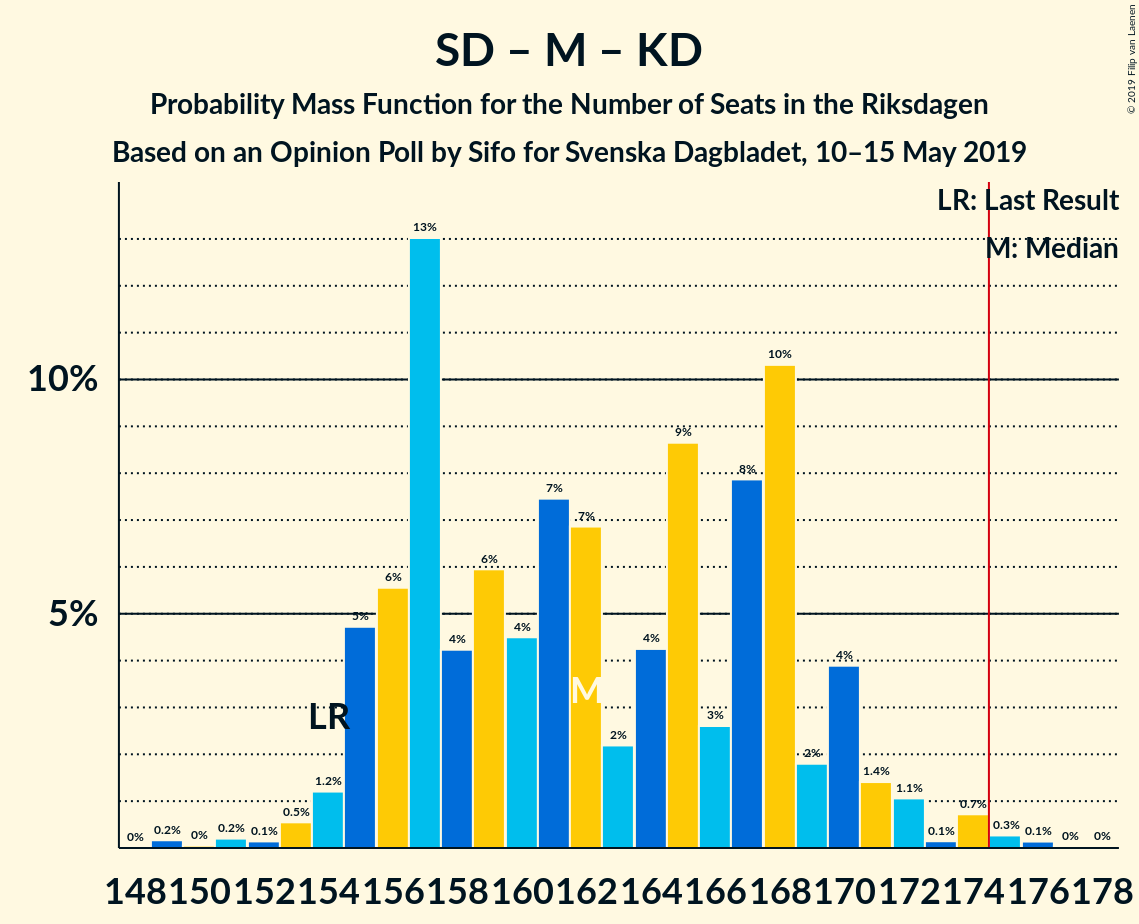 SD – M – KD
Probability Mass Function for the Number of Seats in the Riksdagen
Based on an Opinion Poll by Sifo for Svenska Dagbladet, 10–15 May 2019
© 2019 Filip van Laenen
LR: Last Result
M: Median
10%
5%
0% 0.2% 0% 0.2% 0.1% 0.5% 1.2% 5% 6% 13% 4% 6% 4% 7% 7% 2% 4% 9% 3% 8% 10% 2% 4% 1.4% 1.1% 0.1% 0.7% 0.3% 0.1% 0% 0%
LR
M
148 150 152 154 156 158 160 162 164 166 168 170 172 174 176 178